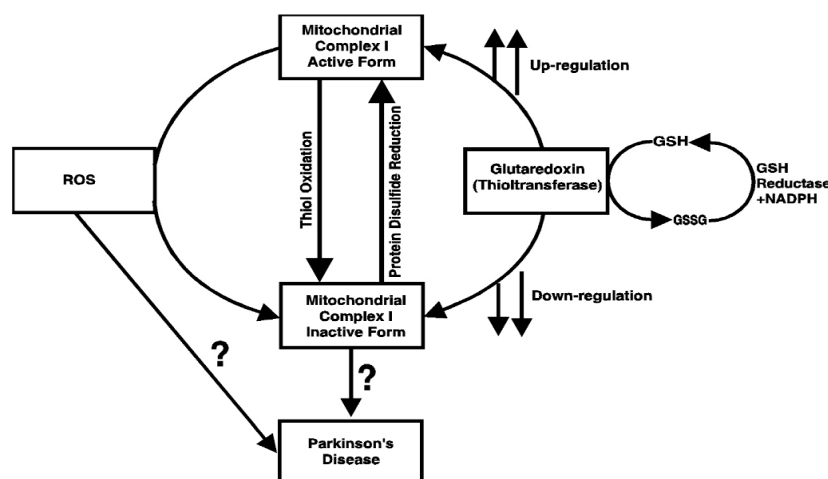 Mitochondrial
Complex I
Active Form
Up-regulation
ROS
Thiol Oxidation
Protein Disulfide Reduction
Glutaredoxin
(Thioltransferase)
GSH
GSSG
GSH
Reductase
+NADPH
Mitochondrial
Complex I
Inactive Form
Down-regulation
?
?
Parkinson's
Disease